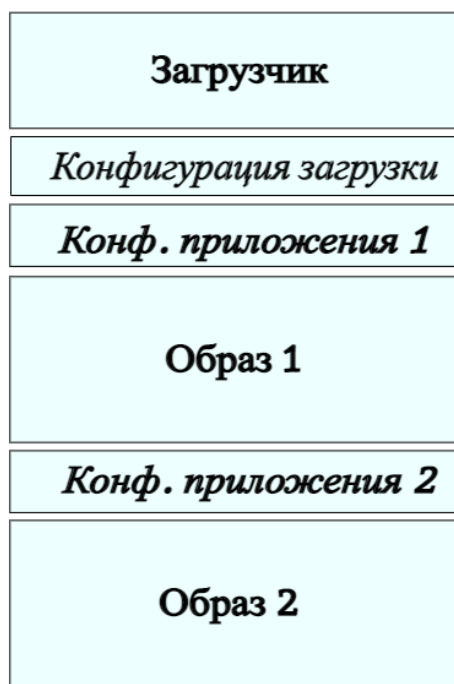 Загрузчик
Конфигурация загрузки
Конф. приложения 1
Образ 1
Конф. приложения 2
Образ 2